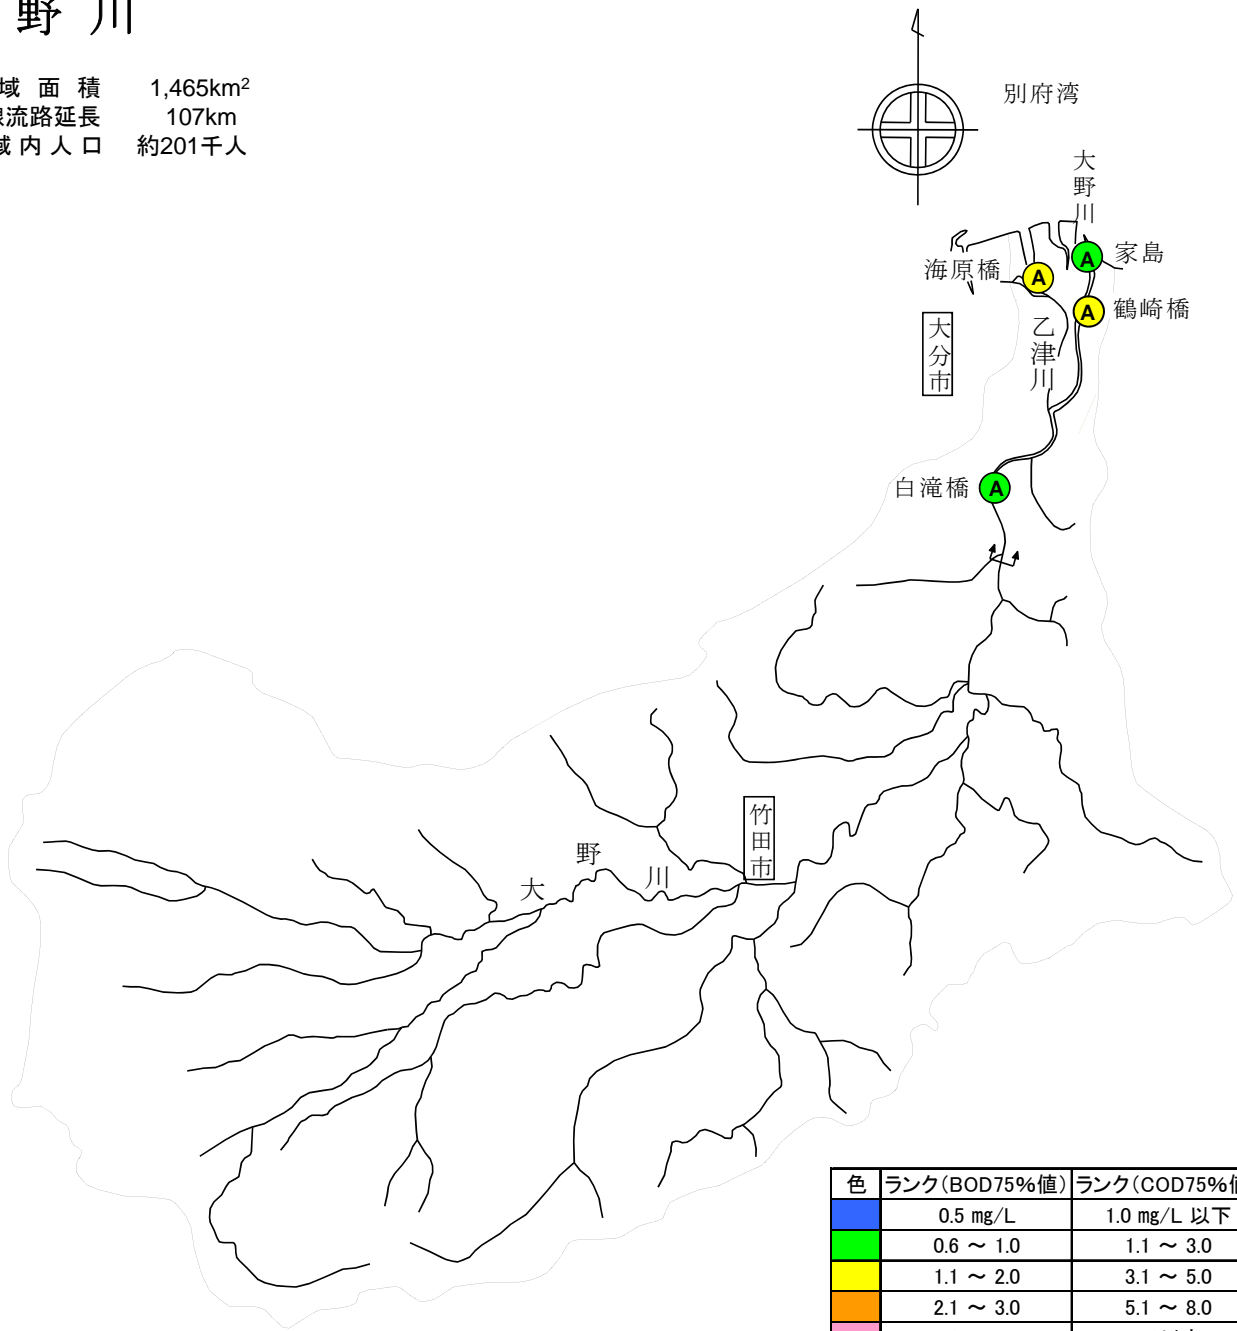 野川
域面積 1,465km²
流路延長 107km
域内人口 約201千人
別府湾
大野川
海原橋
A
A
家島
A
鶴崎橋
大分市
乙津川
白滝橋
A
竹田市
大野川
色 ランク(BOD75%値) ランク(COD75%値
0.5 mg/L 1.0 mg/L 以下
0.6 ～ 1.0 1.1 ～ 3.0
1.1 ～ 2.0 3.1 ～ 5.0
2.1 ～ 3.0 5.1 ～ 8.0